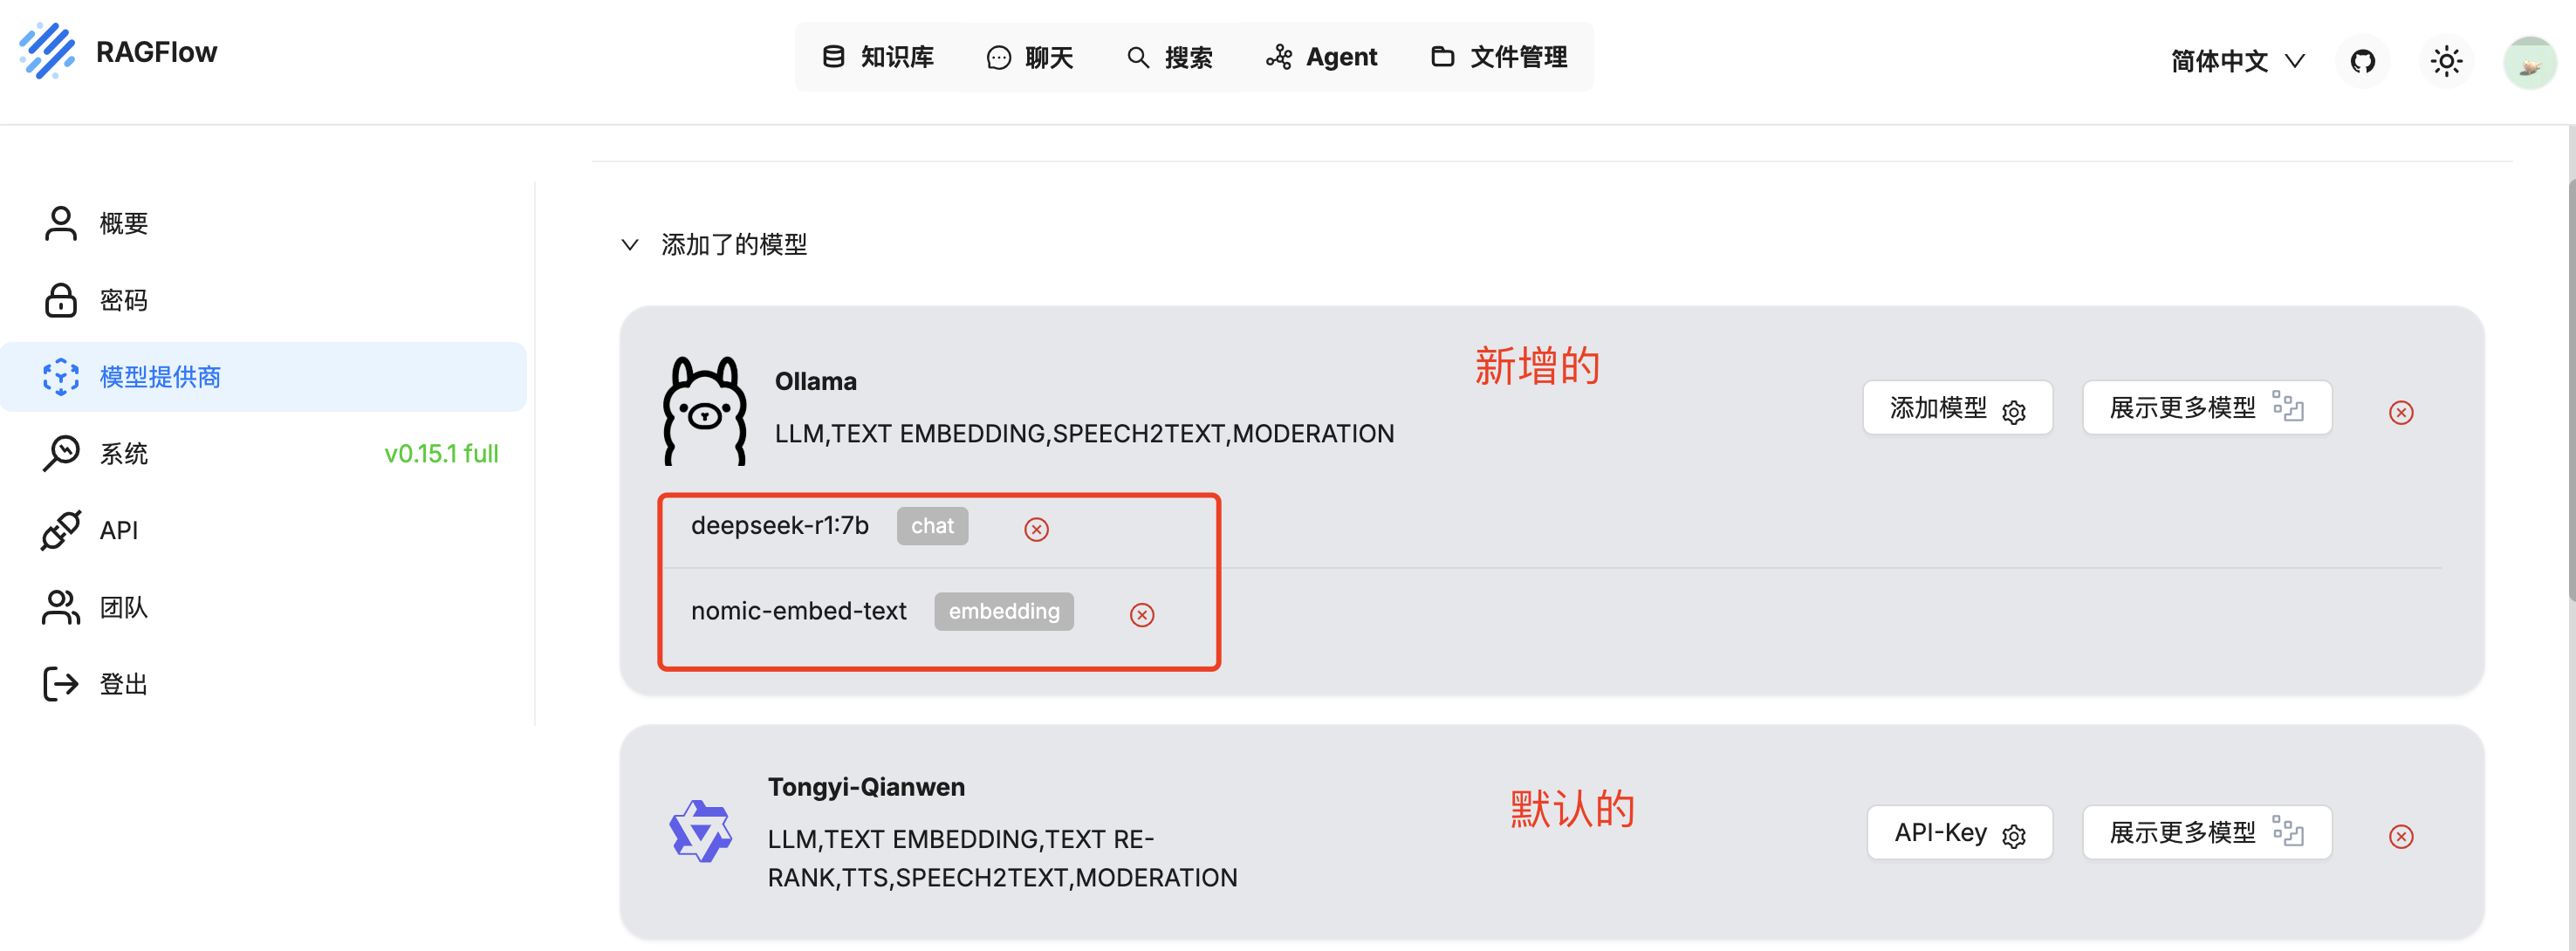 RAGFlow
知识库
聊天
搜索
Agent
文件管理
简体中文
概要
密码
模型提供商
系统
v0.15.1 full
API
团队
登出
添加了的模型
Ollama
LLM,TEXT EMBEDDING,SPEECH2TEXT,MODERATION
新增的
添加模型
展示更多模型
deepseek-r1:7b
chat
nomic-embed-text
embedding
Tongyi-Qianwen
LLM,TEXT EMBEDDING,TEXT RE-
RANK,TTS,SPEECH2TEXT,MODERATION
默认的
API-Key
展示更多模型